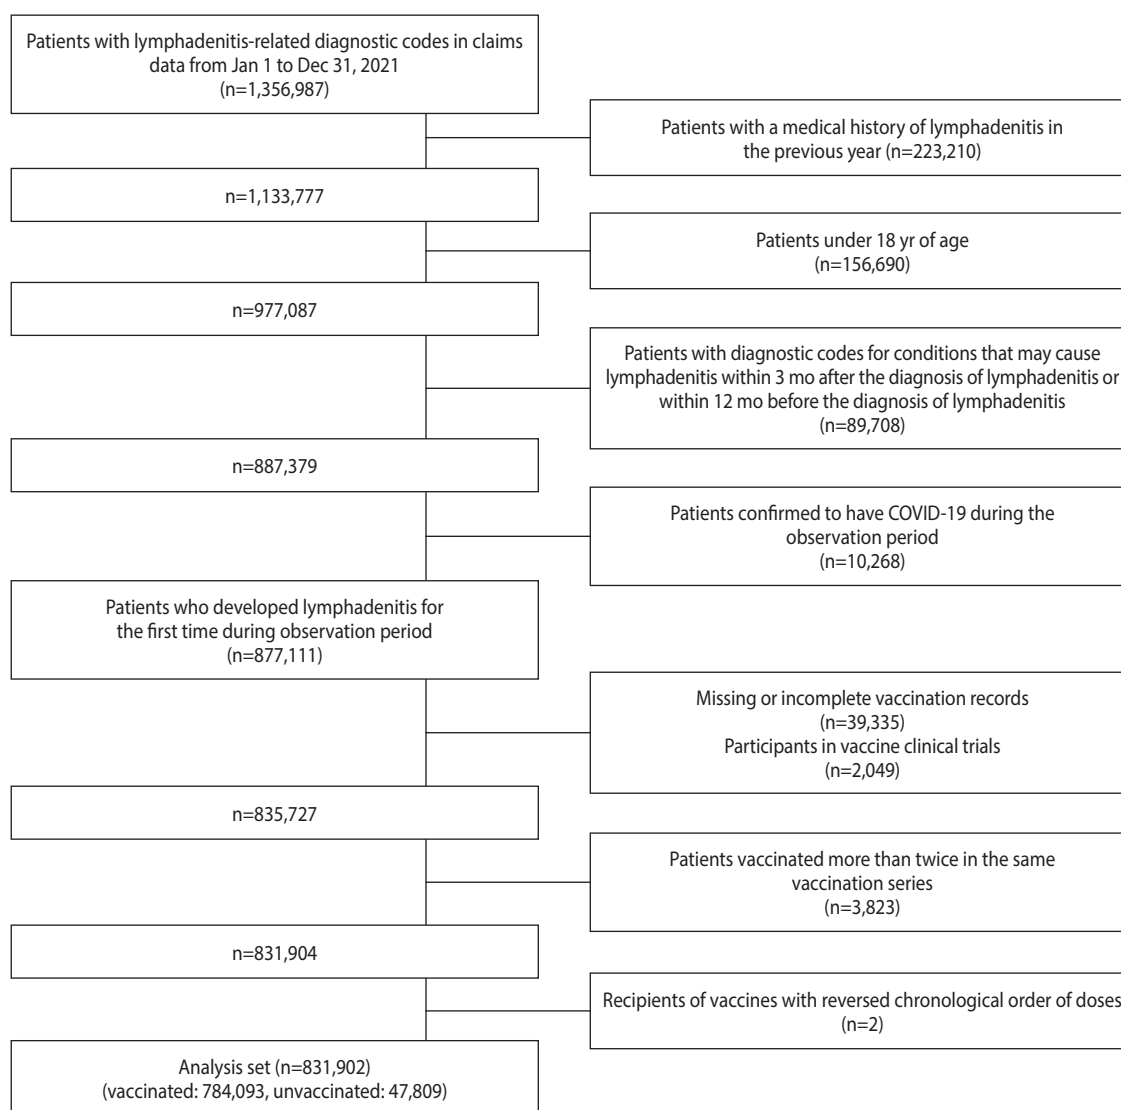 Patients with lymphadenitis-related diagnostic codes in claims
data from Jan 1 to Dec 31, 2021
(n=1,356,987)
Patients with a medical history of lymphadenitis in
the previous year (n=223,210)
n=1,133,777
Patients under 18 yr of age
(n=156,690)
n=977,087
Patients with diagnostic codes for conditions that may cause
lymphadenitis within 3 mo after the diagnosis of lymphadenitis or
within 12 mo before the diagnosis of lymphadenitis
(n=89,708)
n=887,379
Patients confirmed to have COVID-19 during the
observation period
(n=10,268)
Patients who developed lymphadenitis for
the first time during observation period
(n=877,111)
Missing or incomplete vaccination records
(n=39,335)
Participants in vaccine clinical trials
(n=2,049)
n=835,727
Patients vaccinated more than twice in the same
vaccination series
(n=3,823)
n=831,904
Recipients of vaccines with reversed chronological order of doses
(n=2)
Analysis set (n=831,902)
(vaccinated: 784,093, unvaccinated: 47,809)